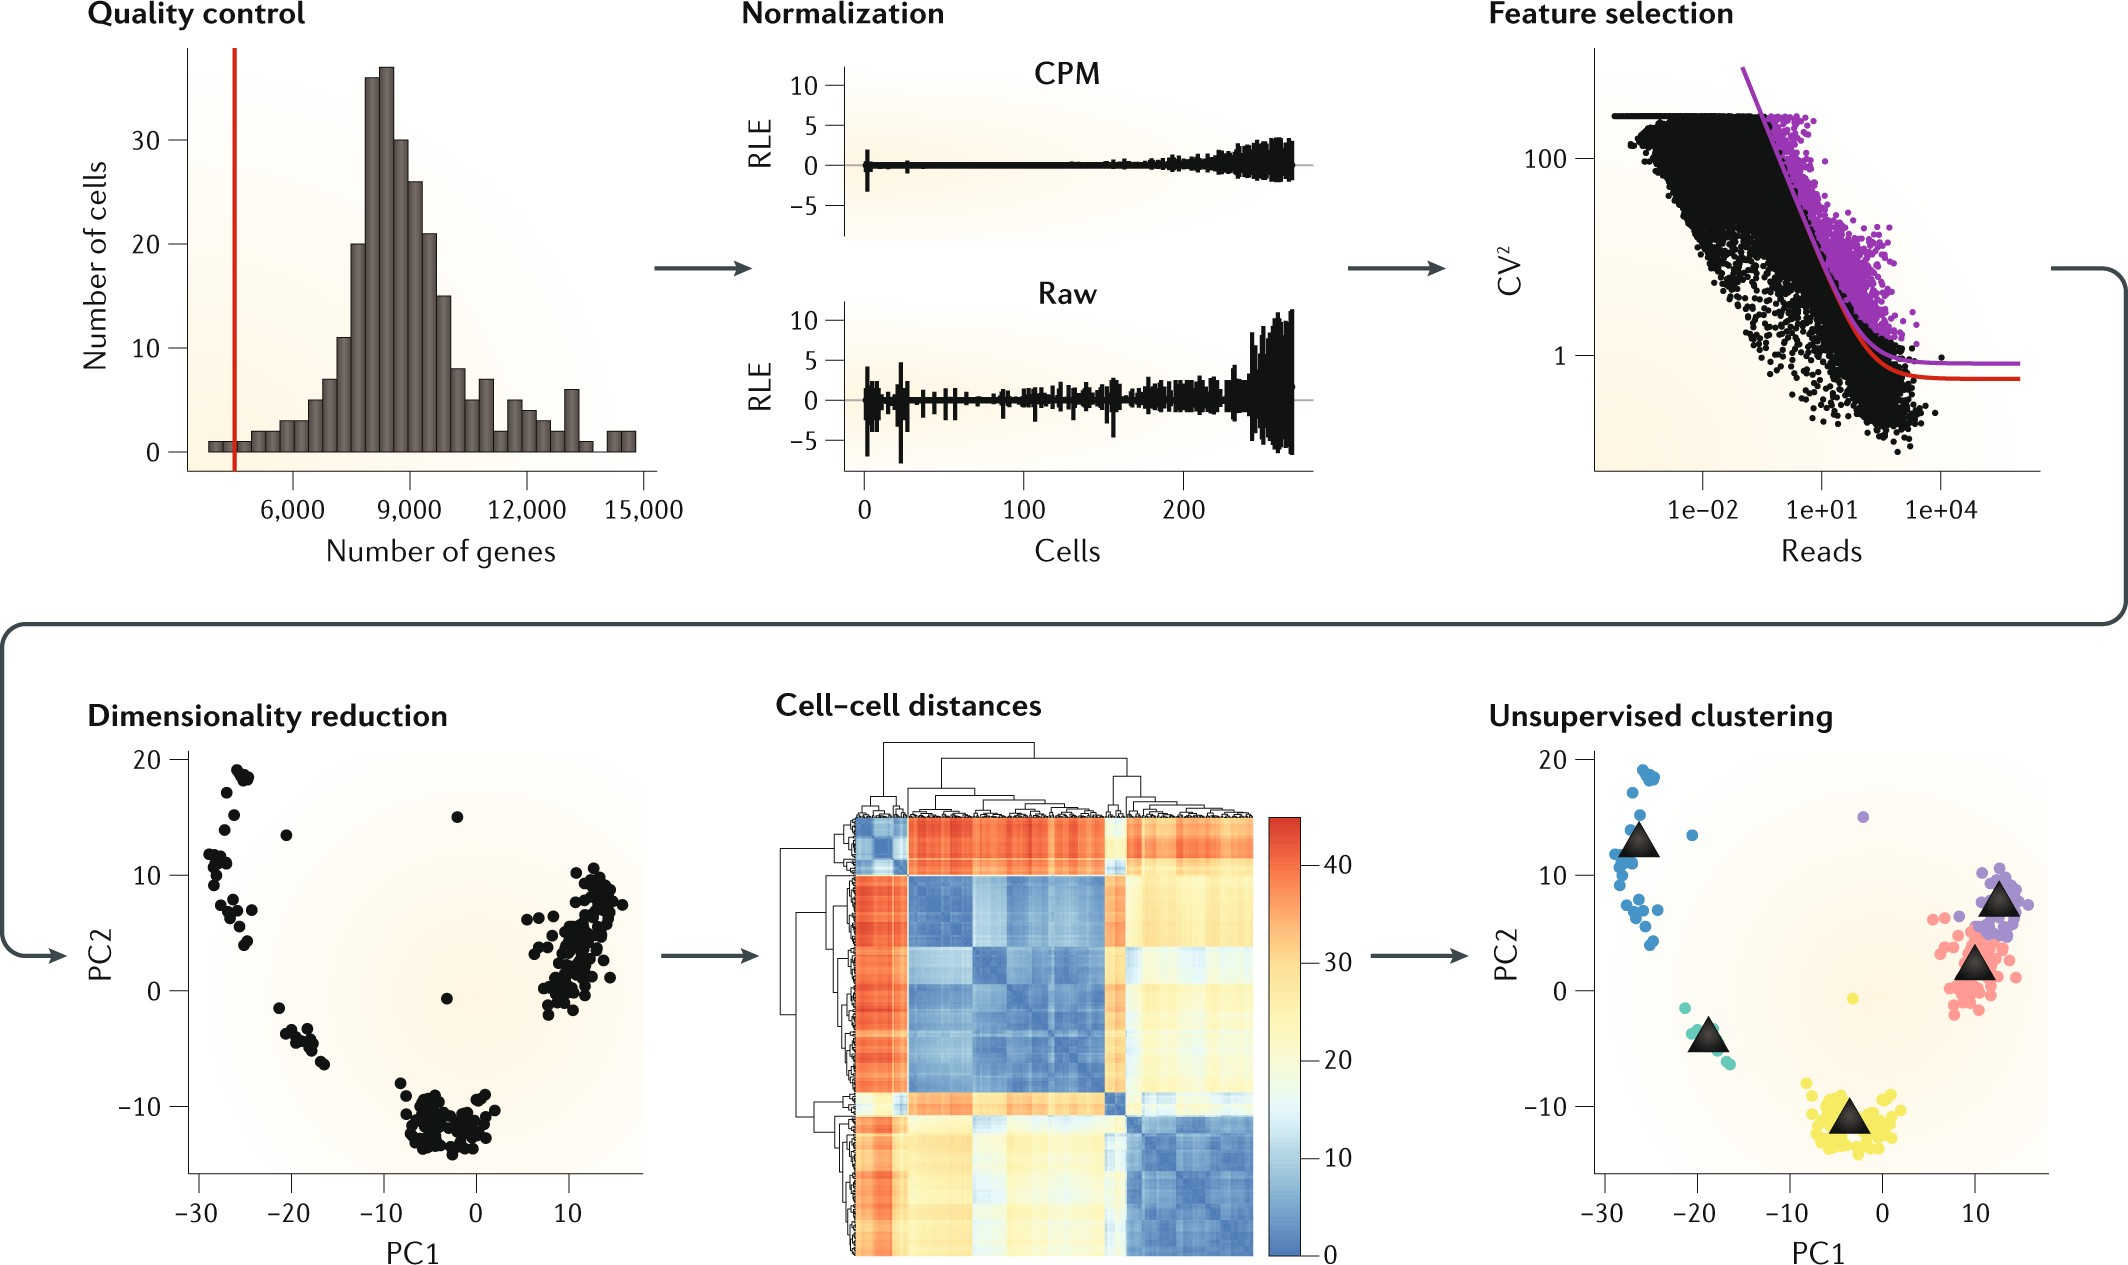 Quality control
Number of cells
30
20
10
0
6,000 9,000 12,000 15,000
Number of genes
Normalization
CPM
RLE
10
5
0
−5
Raw
RLE
10
5
0
−5
0 100 200
Cells
Feature selection
CV²
100
1
1e−02 1e+01 1e+04
Reads
Dimensionality reduction
PC2
20
10
0
−10
−30 −20 −10 0 10
PC1
Cell–cell distances
40
30
20
10
0
Unsupervised clustering
PC2
20
10
0
−10
−30 −20 −10 0 10
PC1